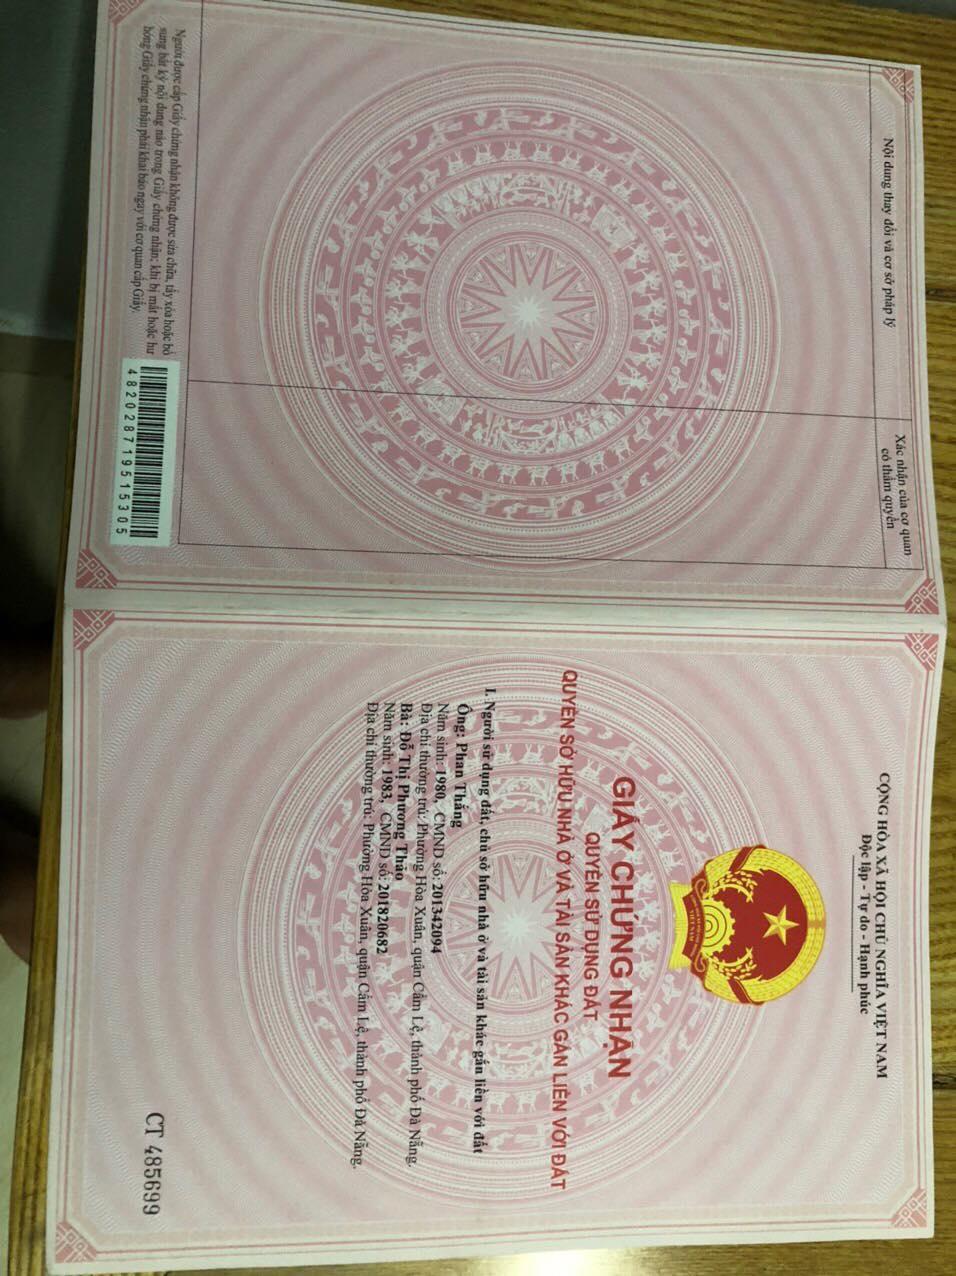 Nội dung thay đổi và cơ sở pháp lý
Xác nhận của cơ quan
có thẩm quyền
Người được cấp Giấy chứng nhận không được sửa chữa, tẩy xóa hoặc bổ
sung bất kỳ nội dung nào trong Giấy chứng nhận; khi bị mất hoặc hư
hỏng Giấy chứng nhận phải khai báo ngay với cơ quan cấp Giấy.
482028719515305
CỘNG HÒA XÃ HỘI CHỦ NGHĨA VIỆT NAM
Độc lập - Tự do - Hạnh phúc
VIỆT NAM
GIẤY CHỨNG NHẬN
QUYỀN SỬ DỤNG ĐẤT
QUYỀN SỞ HỮU NHÀ Ở VÀ TÀI SẢN KHÁC GẮN LIỀN VỚI ĐẤT
I. Người sử dụng đất, chủ sở hữu nhà ở và tài sản khác gắn liền với đất
Ông: Phan Thắng
Năm sinh: 1980, CMND số: 201342094
Địa chỉ thường trú: Phường Hòa Xuân, quận Cẩm Lệ, thành phố Đà Nẵng.
Bà: Đỗ Thị Phương Thảo
Năm sinh: 1983, CMND số: 201820682
Địa chỉ thường trú: Phường Hòa Xuân, quận Cẩm Lệ, thành phố Đà Nẵng.
CT 485699